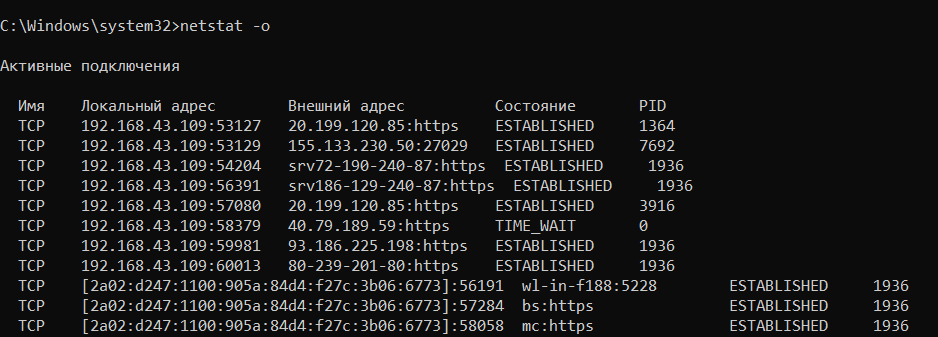 C:\Windows\system32>netstat -o
Активные подключения
Имя Локальный адрес Внешний адрес Состояние PID
TCP 192.168.43.109:53127 20.199.120.85:https ESTABLISHED 1364
TCP 192.168.43.109:53129 155.133.230.50:27029 ESTABLISHED 7692
TCP 192.168.43.109:54204 srv72-190-240-87:https ESTABLISHED 1936
TCP 192.168.43.109:56391 srv186-129-240-87:https ESTABLISHED 1936
TCP 192.168.43.109:57080 20.199.120.85:https ESTABLISHED 3916
TCP 192.168.43.109:58379 40.79.189.59:https TIME_WAIT 0
TCP 192.168.43.109:59981 93.186.225.198:https ESTABLISHED 1936
TCP 192.168.43.109:60013 80-239-201-80:https ESTABLISHED 1936
TCP [2a02:d247:1100:905a:84d4:f27c:3b06:6773]:56191 wl-in-f188:5228 ESTABLISHED 1936
TCP [2a02:d247:1100:905a:84d4:f27c:3b06:6773]:57284 bs:https ESTABLISHED 1936
TCP [2a02:d247:1100:905a:84d4:f27c:3b06:6773]:58058 mc:https ESTABLISHED 1936